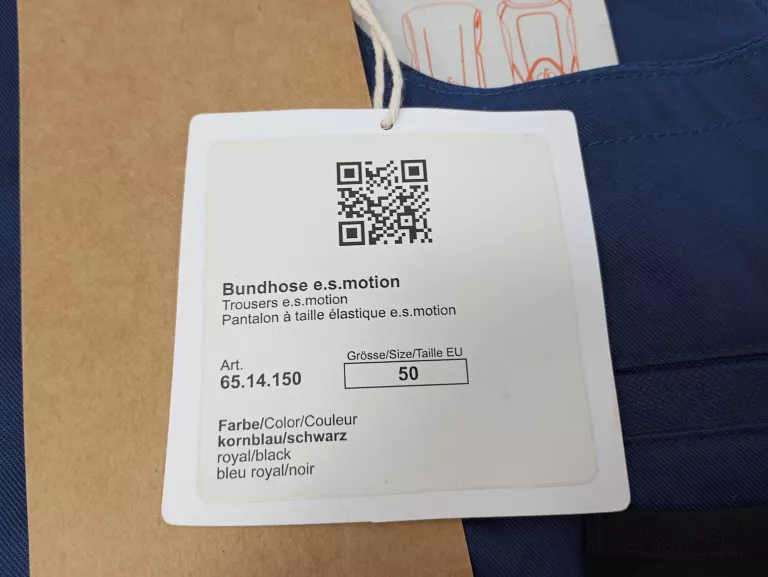 Bundhose e.s.motion
Trousers e.s.motion
Pantalon à taille élastique e.s.motion
Art.
65.14.150
Grösse/Size/Taille EU
50
Farbe/Color/Couleur
kornblau/schwarz
royal/black
bleu royal/noir